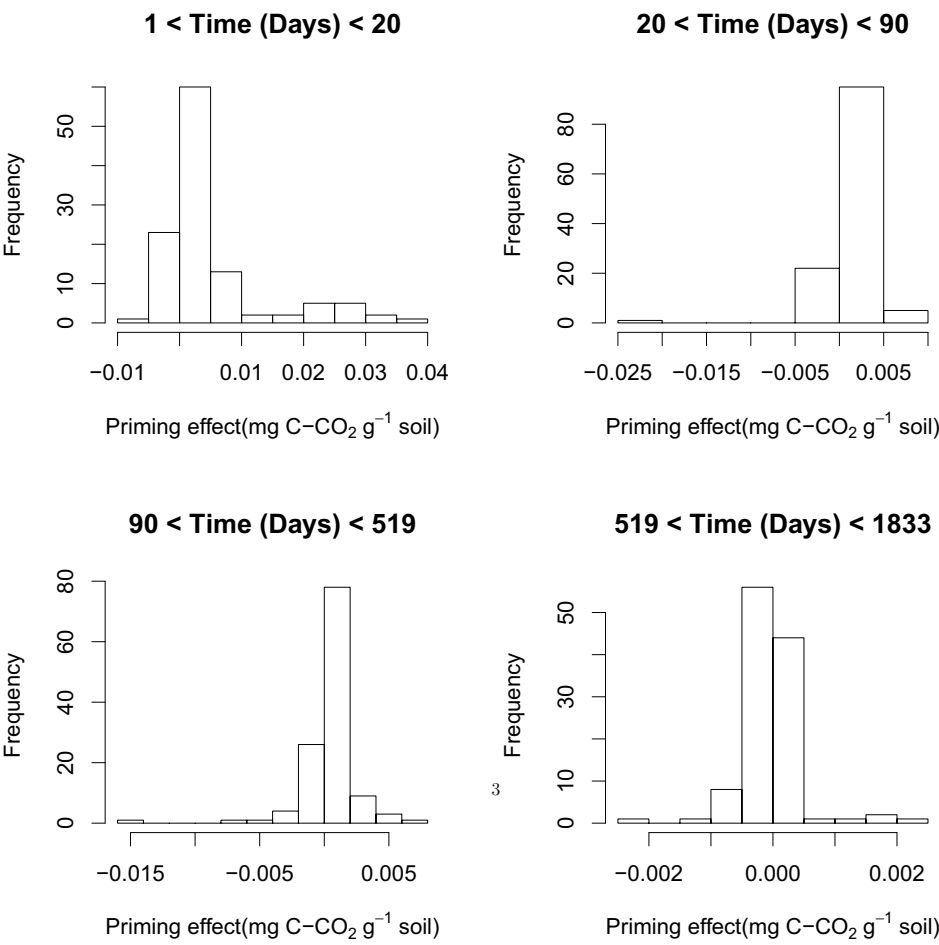 1 < Time (Days) < 20
Frequency
0 10 30 50
−0.01 0.01 0.02 0.03 0.04
Priming effect(mg C−CO₂ g⁻¹ soil)
20 < Time (Days) < 90
Frequency
0 20 40 60 80
−0.025 −0.015 −0.005 0.005
Priming effect(mg C−CO₂ g⁻¹ soil)
90 < Time (Days) < 519
Frequency
0 20 40 60 80
−0.015 −0.005 0.005
Priming effect(mg C−CO₂ g⁻¹ soil)
3
519 < Time (Days) < 1833
Frequency
0 10 30 50
−0.002 0.000 0.002
Priming effect(mg C−CO₂ g⁻¹ soil)